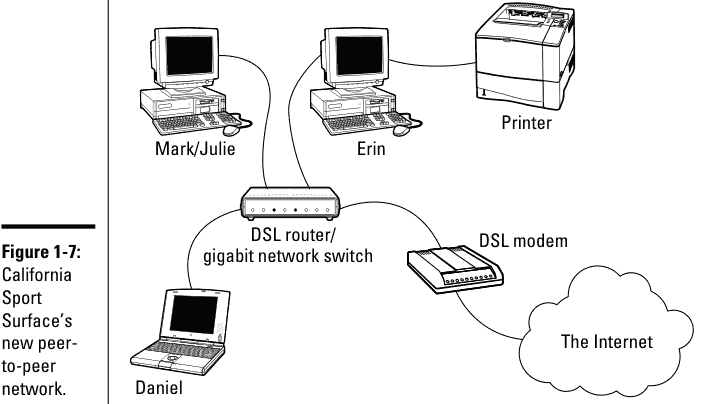 Mark/Julie
Erin
Printer
DSL router/
gigabit network switch
DSL modem
The Internet
Daniel
Figure 1-7:
California
Sport
Surface's
new peer-
to-peer
network.